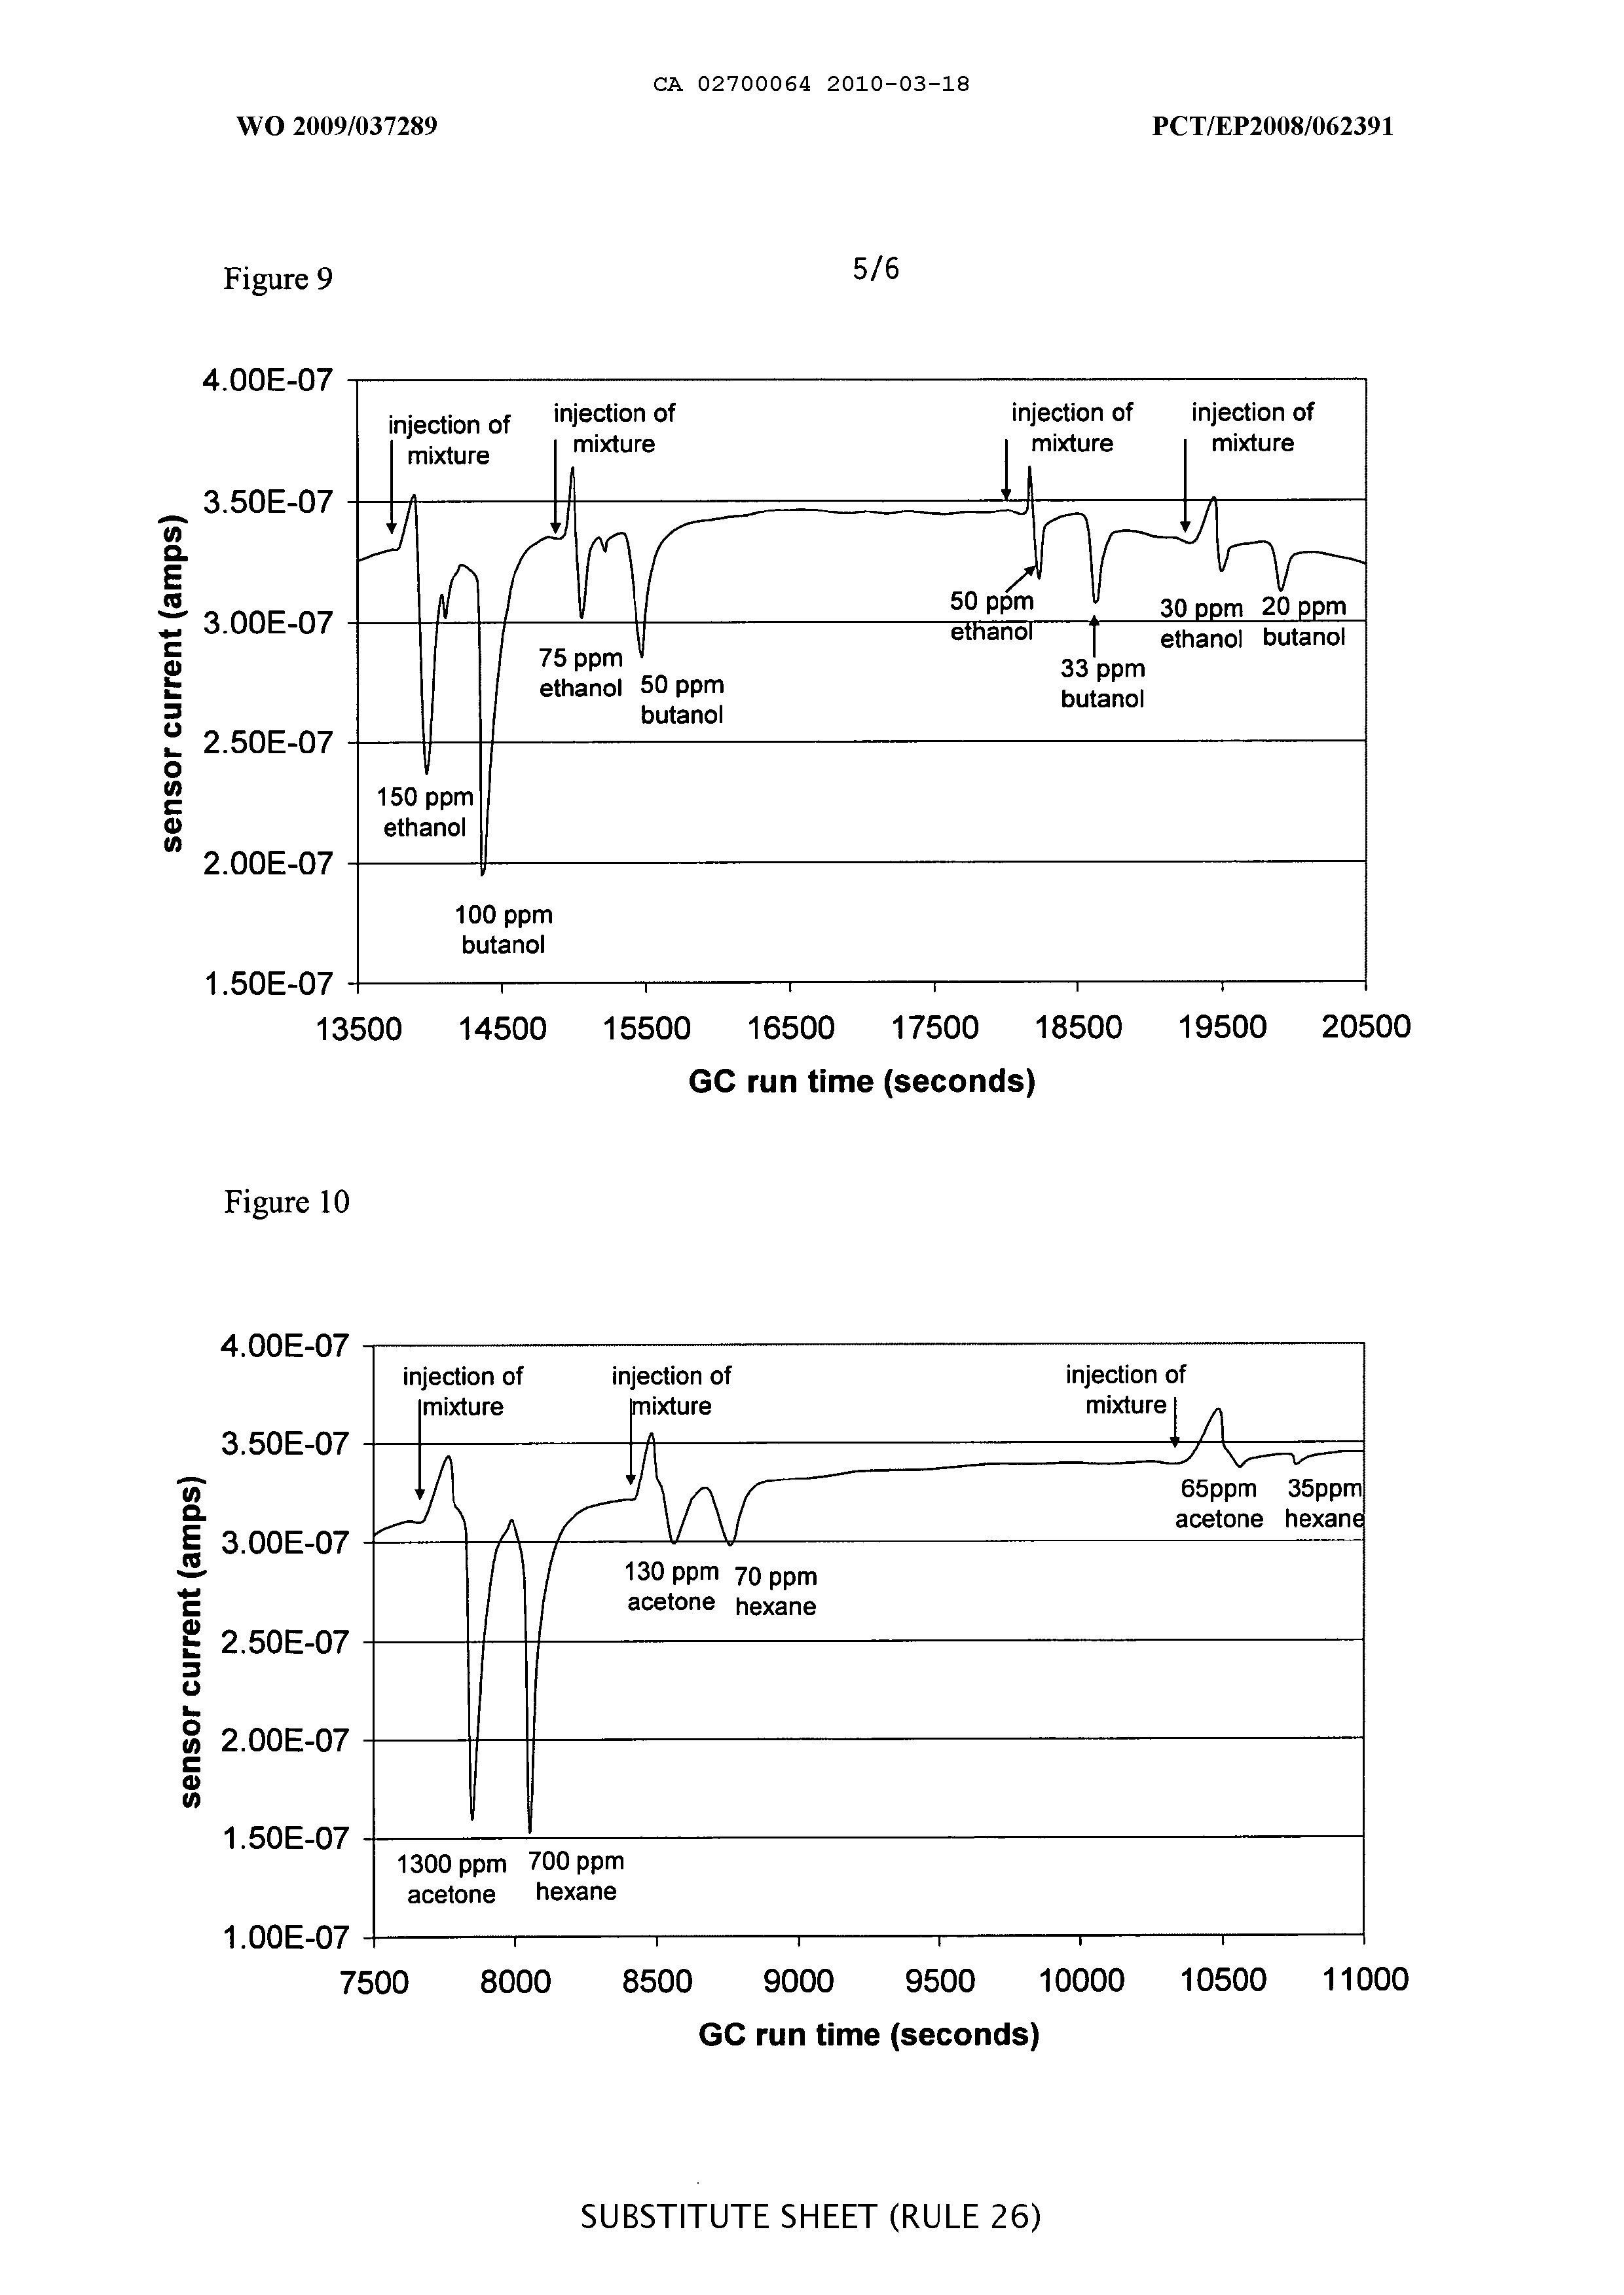 CA 02700064 2010-03-18
WO 2009/037289
PCT/EP2008/062391
Figure 9
5/6
4.00E-07
3.50E-07
3.00E-07
2.50E-07
2.00E-07
1.50E-07
sensor current (amps)
injection of
mixture
injection of
mixture
injection of
mixture
injection of
mixture
150 ppm
ethanol
100 ppm
butanol
75 ppm
ethanol
50 ppm
butanol
50 ppm
ethanol
33 ppm
butanol
30 ppm
ethanol
20 ppm
butanol
13500
14500
15500
16500
17500
18500
19500
20500
GC run time (seconds)
Figure 10
4.00E-07
3.50E-07
3.00E-07
2.50E-07
2.00E-07
1.50E-07
1.00E-07
sensor current (amps)
injection of
mixture
injection of
mixture
injection of
mixture
1300 ppm
acetone
700 ppm
hexane
130 ppm
acetone
70 ppm
hexane
65ppm
acetone
35ppm
hexane
7500
8000
8500
9000
9500
10000
10500
11000
GC run time (seconds)
SUBSTITUTE SHEET (RULE 26)